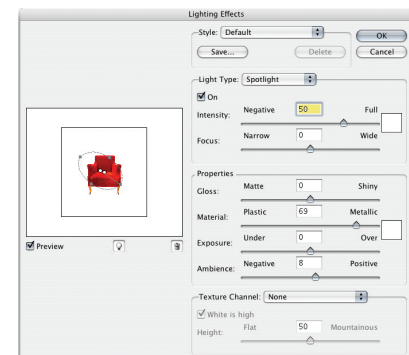 Lighting Effects
Style: Default
OK
Save...
Delete
Cancel
Light Type: Spotlight
On
Intensity: Negative 50 Full
Focus: Narrow 0 Wide
Properties
Gloss: Matte 0 Shiny
Material: Plastic 69 Metallic
Exposure: Under 0 Over
Ambience: Negative 8 Positive
Preview
Texture Channel: None
White is high
Height: Flat 50 Mountainous